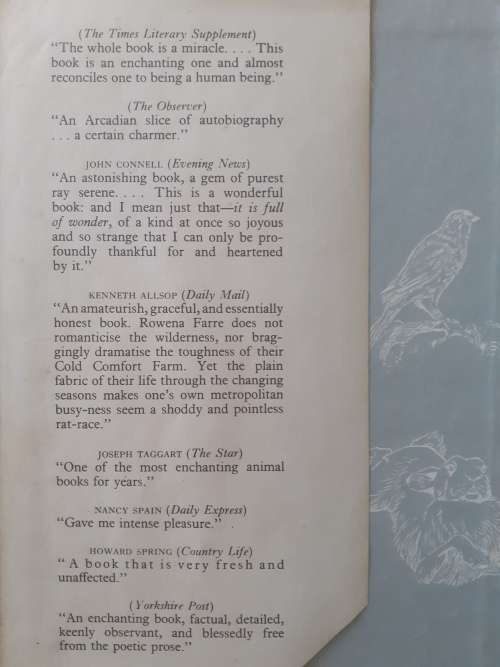 (The Times Literary Supplement)
“The whole book is a miracle. . . . This
book is an enchanting one and almost
reconciles one to being a human being.”
(The Observer)
“An Arcadian slice of autobiography
. . . a certain charmer.”
JOHN CONNELL (Evening News)
“An astonishing book, a gem of purest
ray serene. . . . This is a wonderful
book: and I mean just that—it is full
of wonder, of a kind at once so joyous
and so strange that I can only be pro-
foundly thankful for and heartened
by it.”
KENNETH ALLSOP (Daily Mail)
“An amateurish, graceful, and essentially
honest book. Rowena Farre does not
romanticise the wilderness, nor brag-
gingly dramatise the toughness of their
Cold Comfort Farm. Yet the plain
fabric of their life through the changing
seasons makes one’s own metropolitan
busy-ness seem a shoddy and pointless
rat-race.”
JOSEPH TAGGART (The Star)
“One of the most enchanting animal
books for years.”
NANCY SPAIN (Daily Express)
“Gave me intense pleasure.”
HOWARD SPRING (Country Life)
“A book that is very fresh and
unaffected.”
(Yorkshire Post)
“An enchanting book, factual, detailed,
keenly observant, and blessedly free
from the poetic prose.”